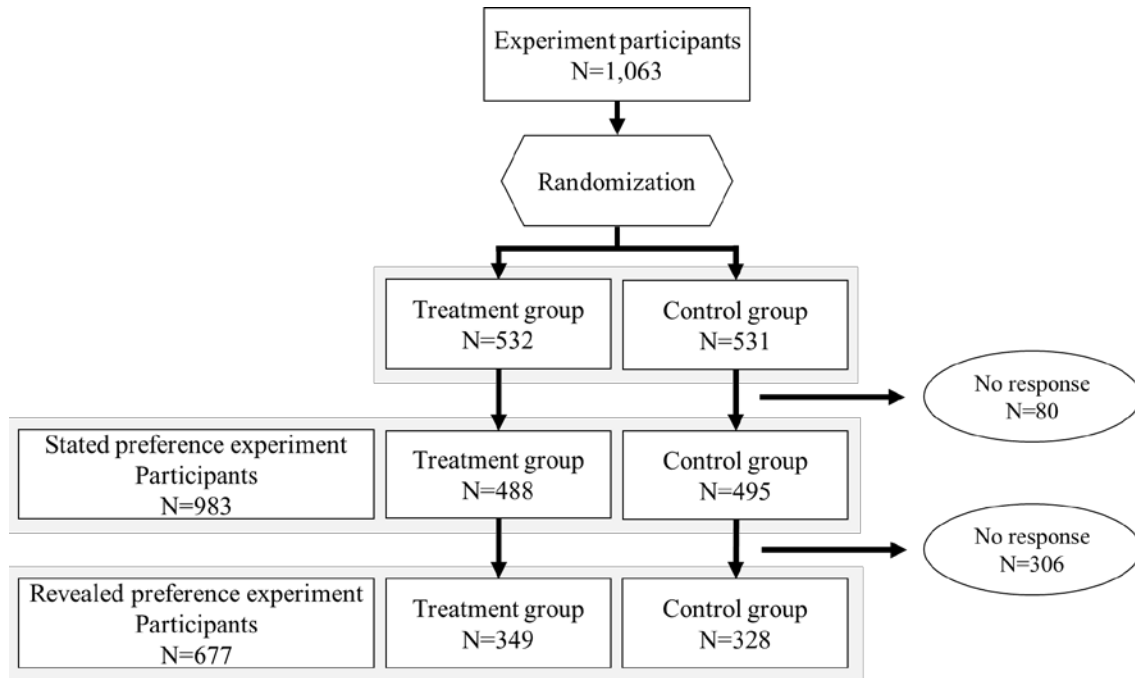 Experiment participants
N=1,063
Randomization
Treatment group
N=532
Control group
N=531
No response
N=80
Stated preference experiment
Participants
N=983
Treatment group
N=488
Control group
N=495
No response
N=306
Revealed preference experiment
Participants
N=677
Treatment group
N=349
Control group
N=328